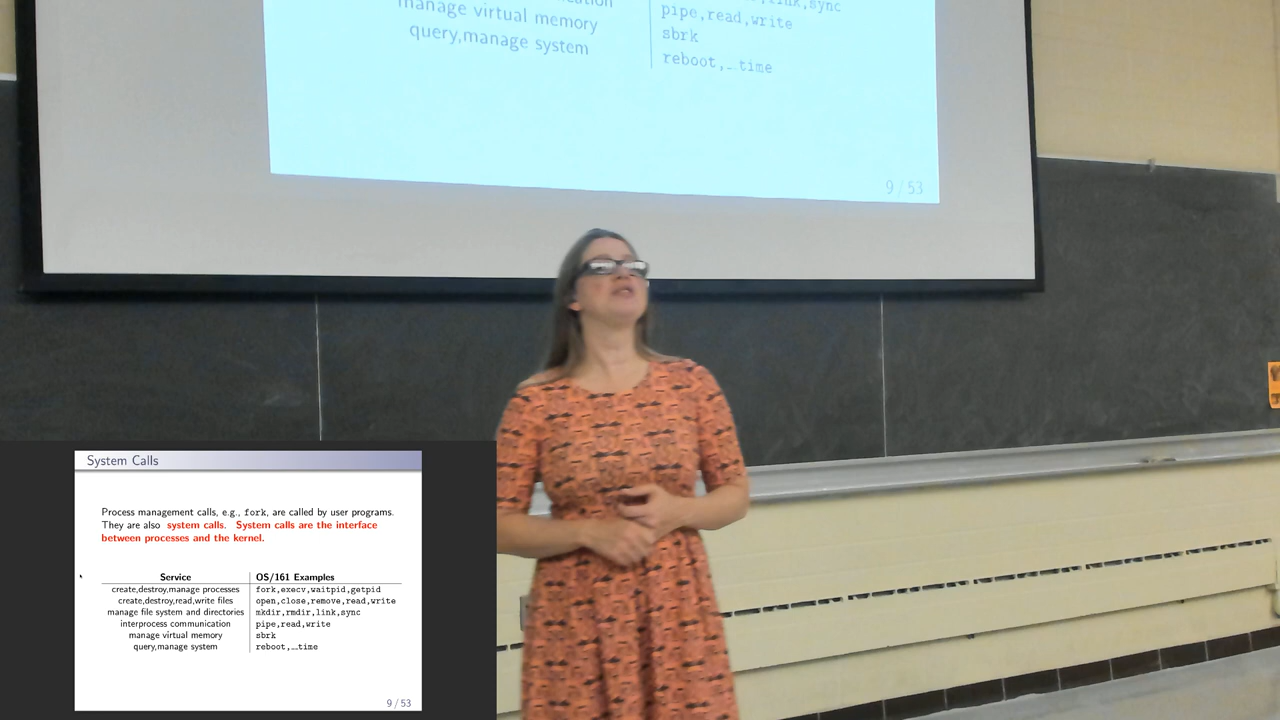 manage virtual memory
query,manage system
pipe,read,write
sbrk
reboot,__time
9 / 53
System Calls
Process management calls, e.g., fork, are called by user programs.
They are also system calls. System calls are the interface
between processes and the kernel.
Service OS/161 Examples
create,destroy,manage processes fork,execv,waitpid,getpid
create,destroy,read,write files open,close,remove,read,write
manage file system and directories mkdir,rmdir,link,sync
interprocess communication pipe,read,write
manage virtual memory sbrk
query,manage system reboot,__time
9 / 53